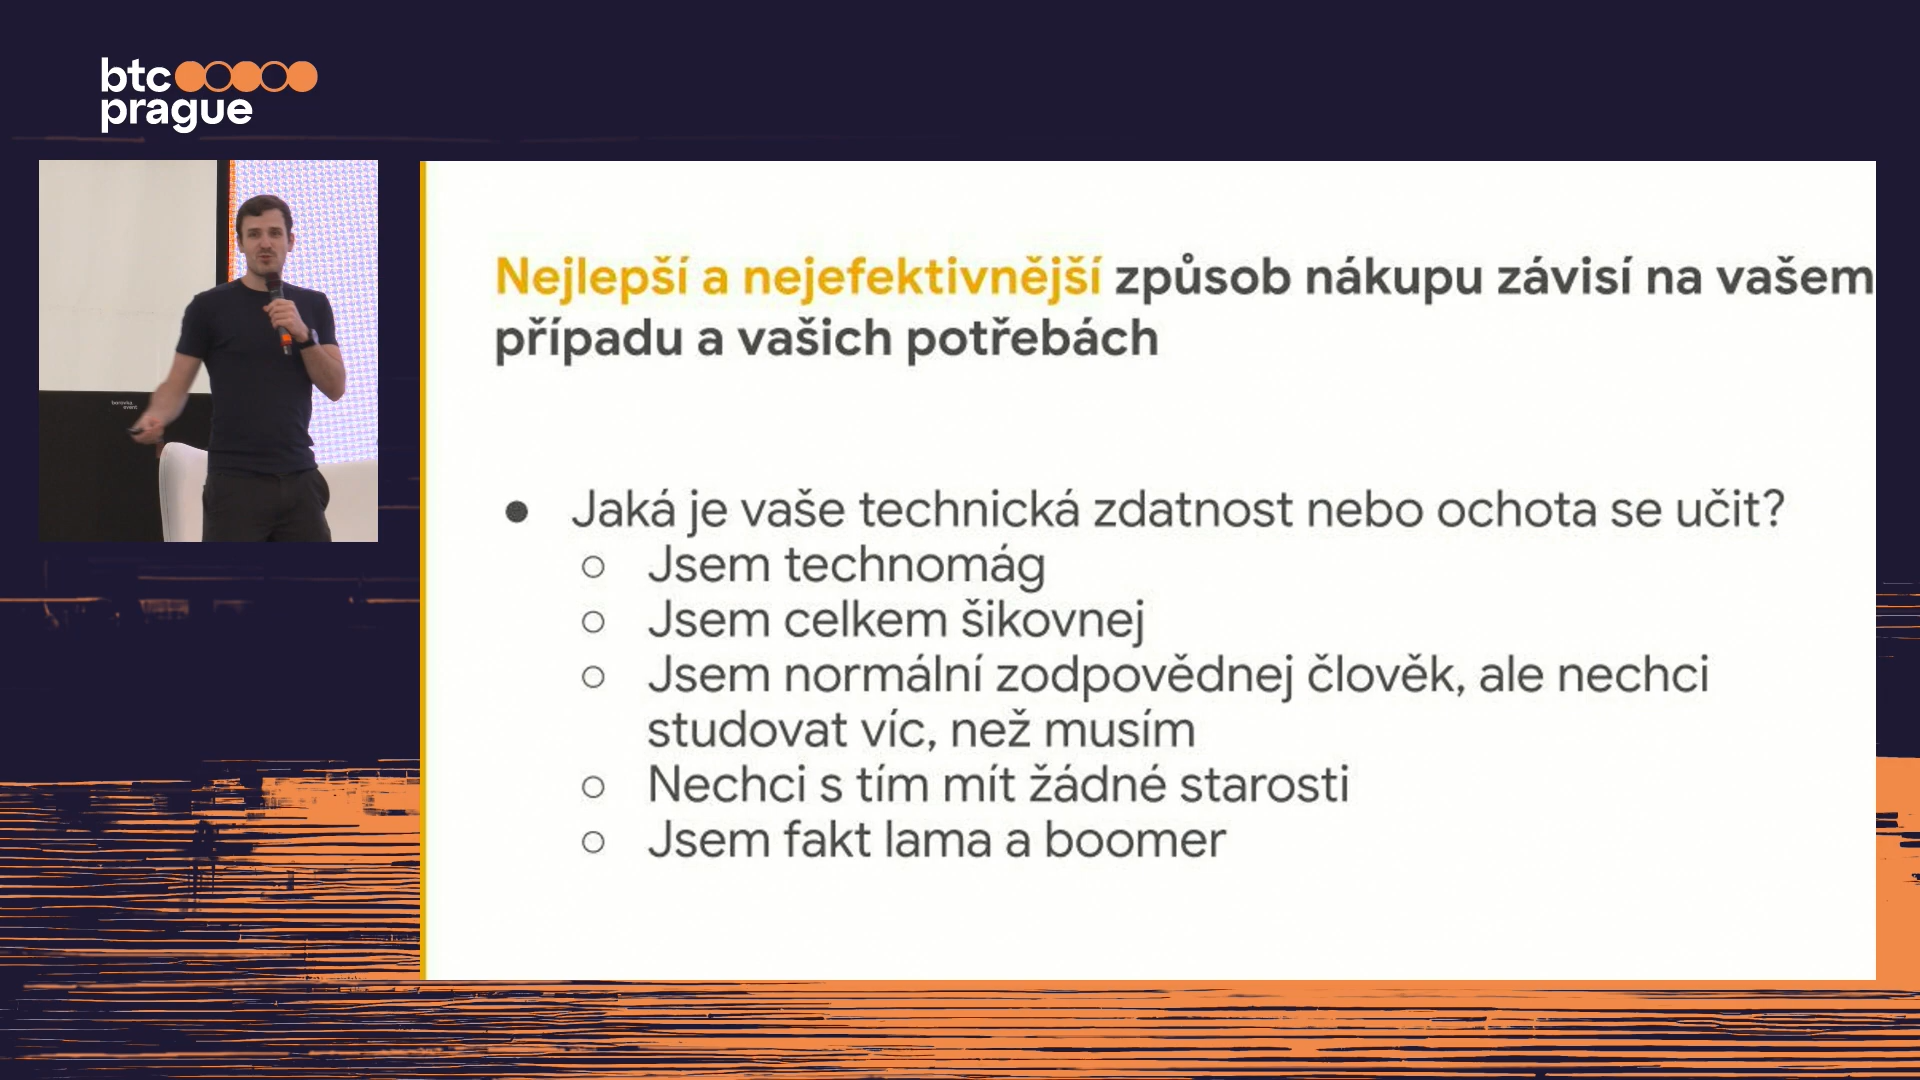 btc
prague
borovka
event
Nejlepší a nejefektivnější způsob nákupu závisí na vašem
případu a vašich potřebách
● Jaká je vaše technická zdatnost nebo ochota se učit?
○ Jsem technomág
○ Jsem celkem šikovnej
○ Jsem normální zodpovědnej člověk, ale nechci
studovat víc, než musím
○ Nechci s tím mít žádné starosti
○ Jsem fakt lama a boomer